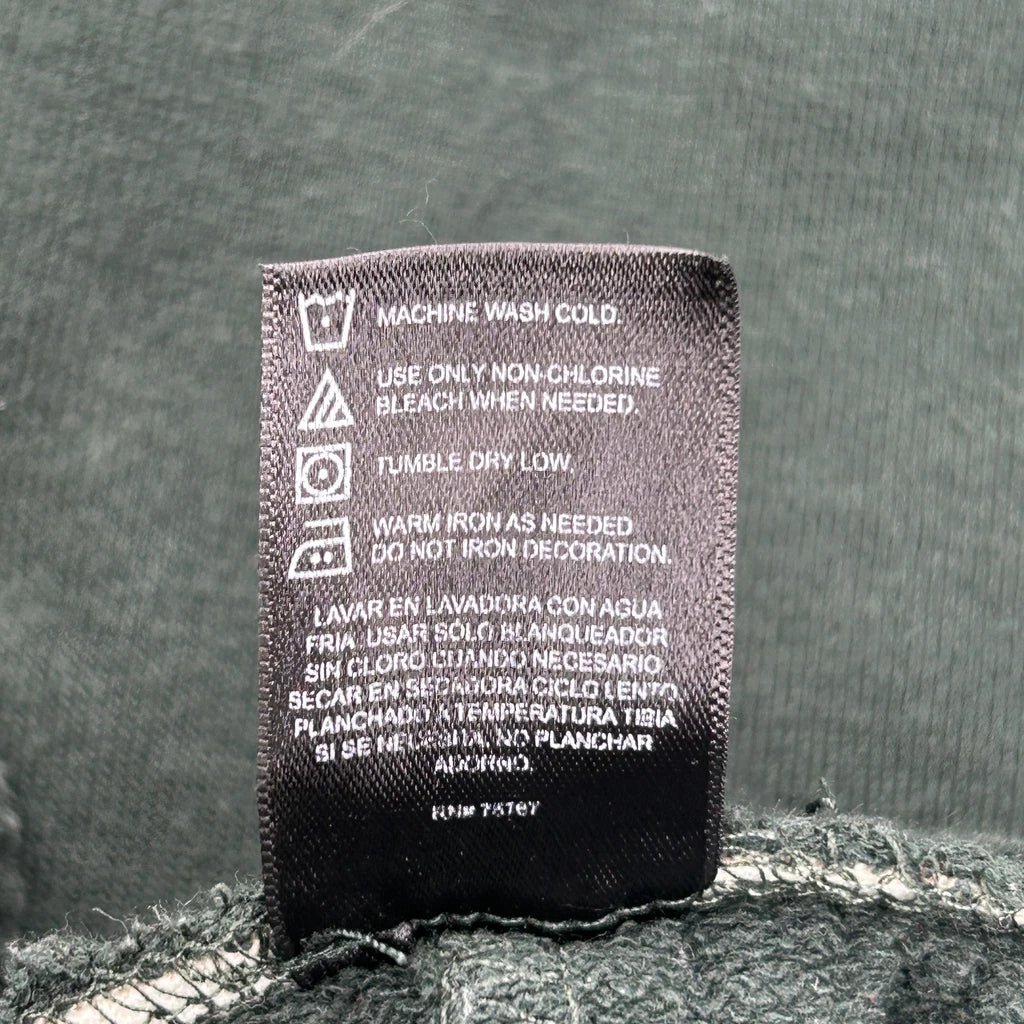 MACHINE WASH COLD.
USE ONLY NON-CHLORINE
BLEACH WHEN NEEDED.
TUMBLE DRY LOW.
WARM IRON AS NEEDED
DO NOT IRON DECORATION.
LAVAR EN LAVADORA CON AGUA
FRIA. USAR SOLO BLANQUEADOR
SIN CLORO CUANDO NECESARIO.
SECAR EN SECADORA CICLO LENTO
PLANCHADO A TEMPERATURA TIBIA
SI SE NECESITA. NO PLANCHAR
ADORNO.
RN#